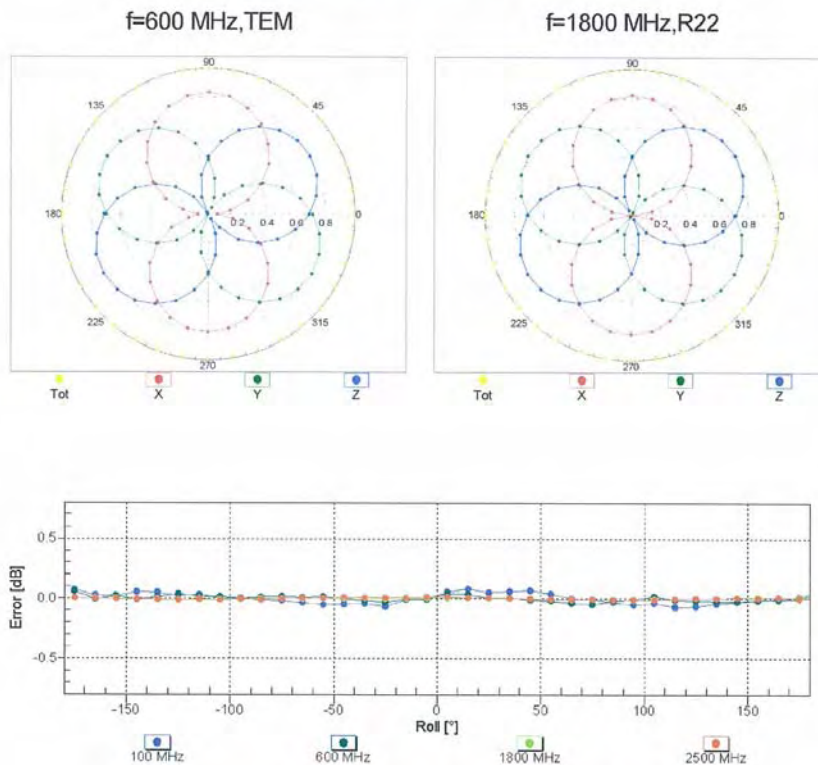 f=600 MHz,TEM
f=1800 MHz,R22
90
135
45
180
0.2 0.4 0.6 0.8
0
225
315
270
Tot X Y Z
90
135
45
180
0.2 0.4 0.6 0.8
0
225
315
270
Tot X Y Z
Error [dB]
0.5
0.0
-0.5
-150 -100 -50 0 50 100 150
Roll [°]
100 MHz 600 MHz 1800 MHz 2500 MHz